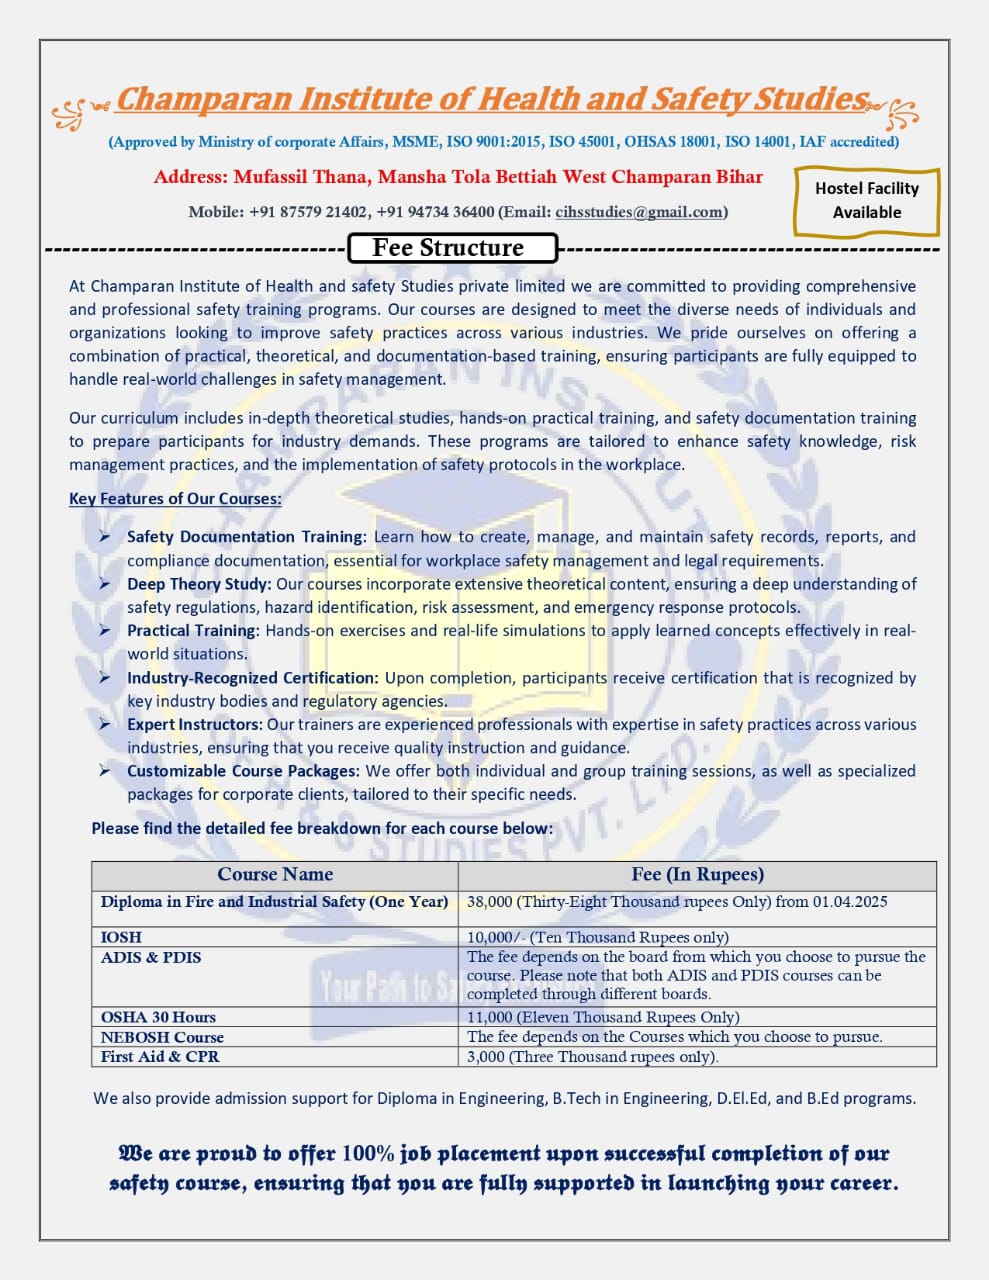 Champaran Institute of Health and Safety Studies
(Approved by Ministry of corporate Affairs, MSME, ISO 9001:2015, ISO 45001, OHSAS 18001, ISO 14001, IAF accredited)
Address: Mufassil Thana, Mansha Tola Bettiah West Champaran Bihar
Hostel Facility
Available
Mobile: +91 87579 21402, +91 94734 36400 (Email: cihsstudies@gmail.com)
Fee Structure
At Champaran Institute of Health and safety Studies private limited we are committed to providing comprehensive
and professional safety training programs. Our courses are designed to meet the diverse needs of individuals and
organizations looking to improve safety practices across various industries. We pride ourselves on offering a
combination of practical, theoretical, and documentation-based training, ensuring participants are fully equipped to
handle real-world challenges in safety management.
Our curriculum includes in-depth theoretical studies, hands-on practical training, and safety documentation training
to prepare participants for industry demands. These programs are tailored to enhance safety knowledge, risk
management practices, and the implementation of safety protocols in the workplace.
Key Features of Our Courses:
➢ Safety Documentation Training: Learn how to create, manage, and maintain safety records, reports, and
compliance documentation, essential for workplace safety management and legal requirements.
➢ Deep Theory Study: Our courses incorporate extensive theoretical content, ensuring a deep understanding of
safety regulations, hazard identification, risk assessment, and emergency response protocols.
➢ Practical Training: Hands-on exercises and real-life simulations to apply learned concepts effectively in real-
world situations.
➢ Industry-Recognized Certification: Upon completion, participants receive certification that is recognized by
key industry bodies and regulatory agencies.
➢ Expert Instructors: Our trainers are experienced professionals with expertise in safety practices across various
industries, ensuring that you receive quality instruction and guidance.
➢ Customizable Course Packages: We offer both individual and group training sessions, as well as specialized
packages for corporate clients, tailored to their specific needs.
Please find the detailed fee breakdown for each course below:
Course Name Fee (In Rupees)
Diploma in Fire and Industrial Safety (One Year) 38,000 (Thirty-Eight Thousand rupees Only) from 01.04.2025
IOSH 10,000/- (Ten Thousand Rupees only)
ADIS & PDIS The fee depends on the board from which you choose to pursue the
course. Please note that both ADIS and PDIS courses can be
completed through different boards.
OSHA 30 Hours 11,000 (Eleven Thousand Rupees Only)
NEBOSH Course The fee depends on the Courses which you choose to pursue.
First Aid & CPR 3,000 (Three Thousand rupees only).
We also provide admission support for Diploma in Engineering, B.Tech in Engineering, D.El.Ed, and B.Ed programs.
We are proud to offer 100% job placement upon successful completion of our
safety course, ensuring that you are fully supported in launching your career.
CHAMPARAN INSTITUT
OF H & S STUDIES PVT. LTD.
Your Path to